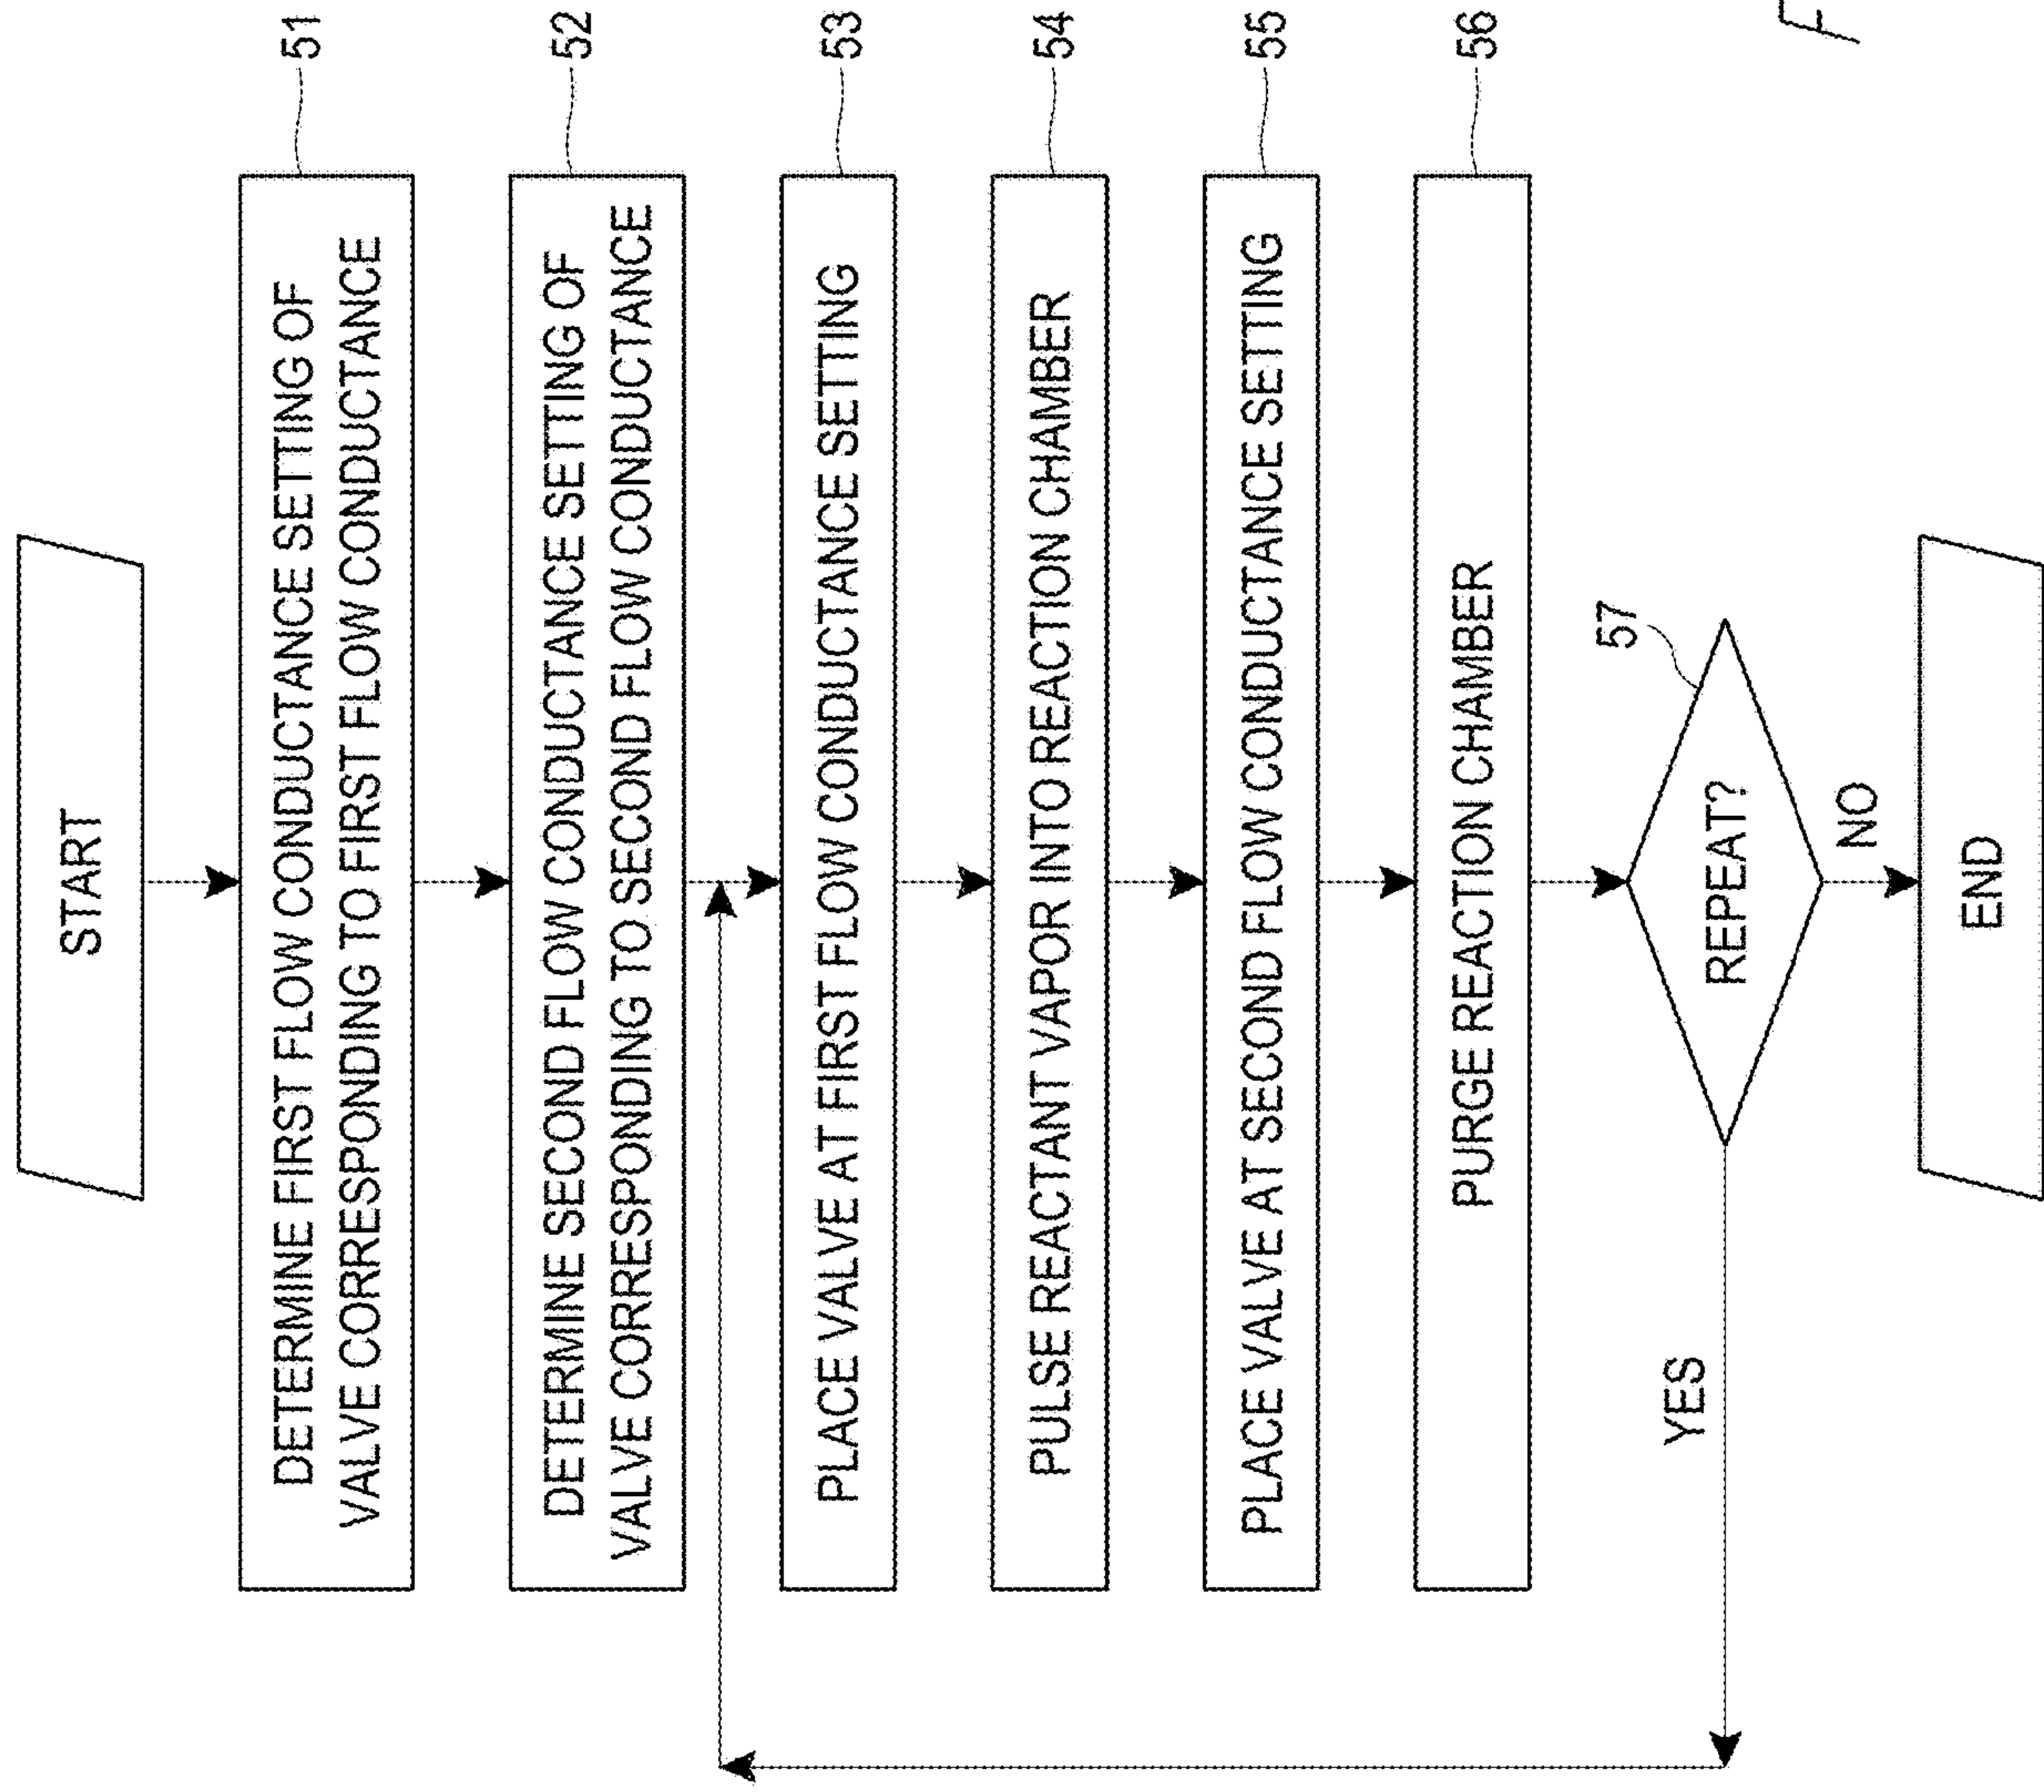 START
DETERMINE FIRST FLOW CONDUCTANCE SETTING OF
VALVE CORRESPONDING TO FIRST FLOW CONDUCTANCE
51
DETERMINE SECOND FLOW CONDUCTANCE SETTING OF
VALVE CORRESPONDING TO SECOND FLOW CONDUCTANCE
52
PLACE VALVE AT FIRST FLOW CONDUCTANCE SETTING
53
PULSE REACTANT VAPOR INTO REACTION CHAMBER
54
PLACE VALVE AT SECOND FLOW CONDUCTANCE SETTING
55
PURGE REACTION CHAMBER
56
57
REPEAT?
YES
NO
END